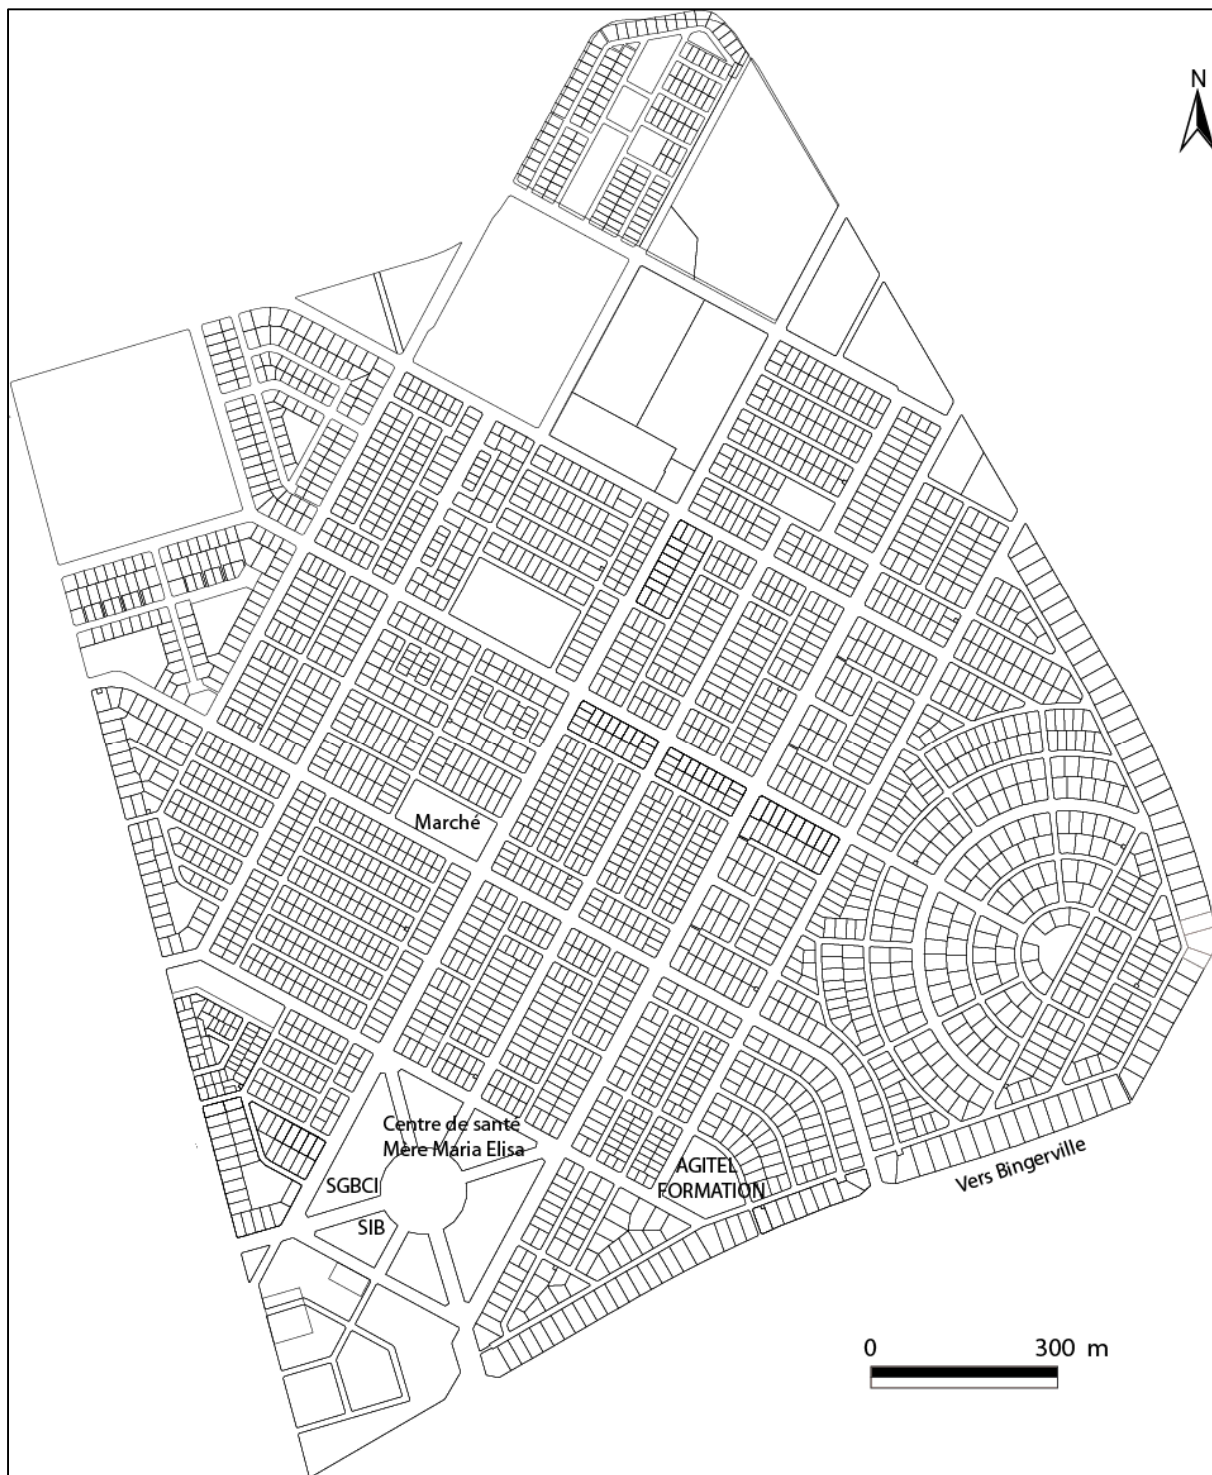 N
Marché
Centre de santé
Mère Maria Elisa
SGBCI
SIB
AGITEL
FORMATION
Vers Bingerville
0 300 m